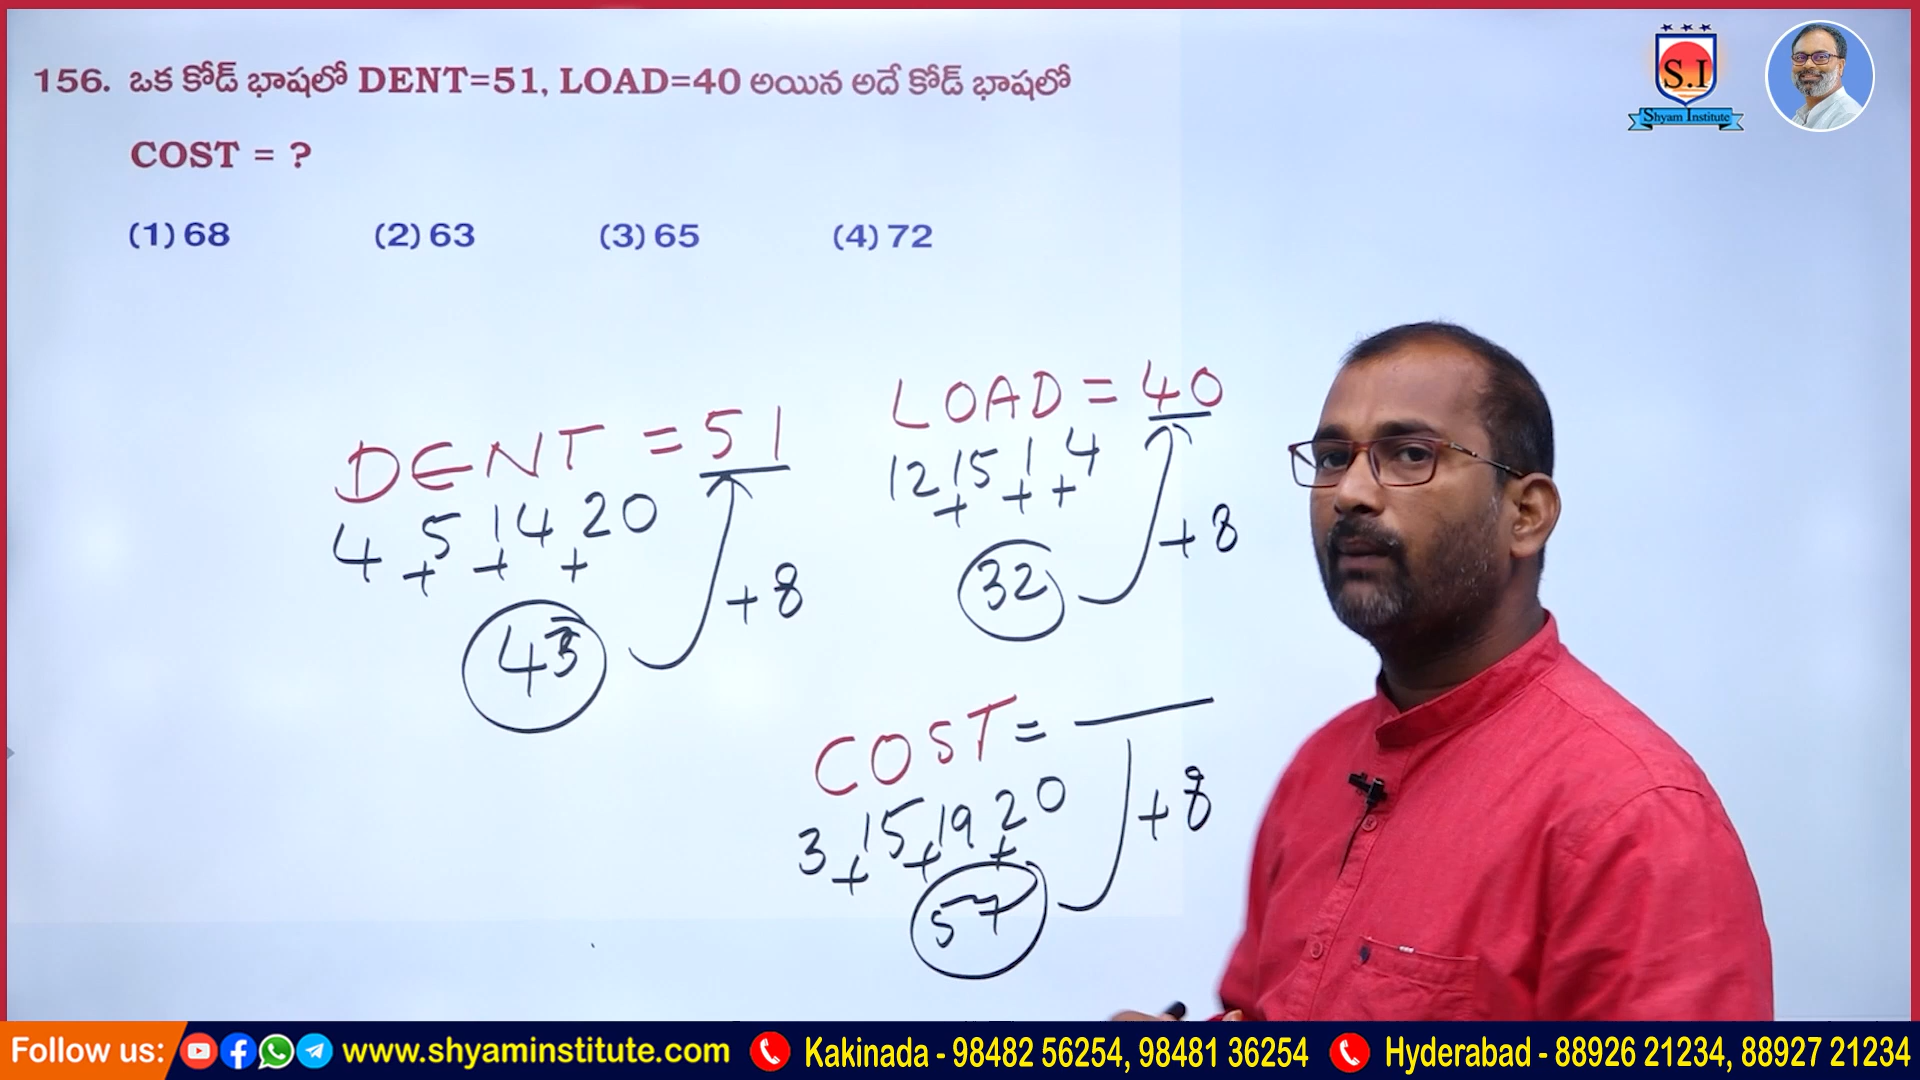 156. ఒక కోడ్ భాషలో DENT=51, LOAD=40 అయిన అదే కోడ్ భాషలో
COST = ?
(1) 68 (2) 63 (3) 65 (4) 72
S.I
Shyam Institute
DENT = 51
4 + 5 + 14 + 20
43
+8
LOAD = 40
12 + 15 + 1 + 4
32
+8
COST =
3 + 15 + 19 + 20
57
+8
Follow us: www.shyaminstitute.com Kakinada - 98482 56254, 98481 36254 Hyderabad - 88926 21234, 88927 21234